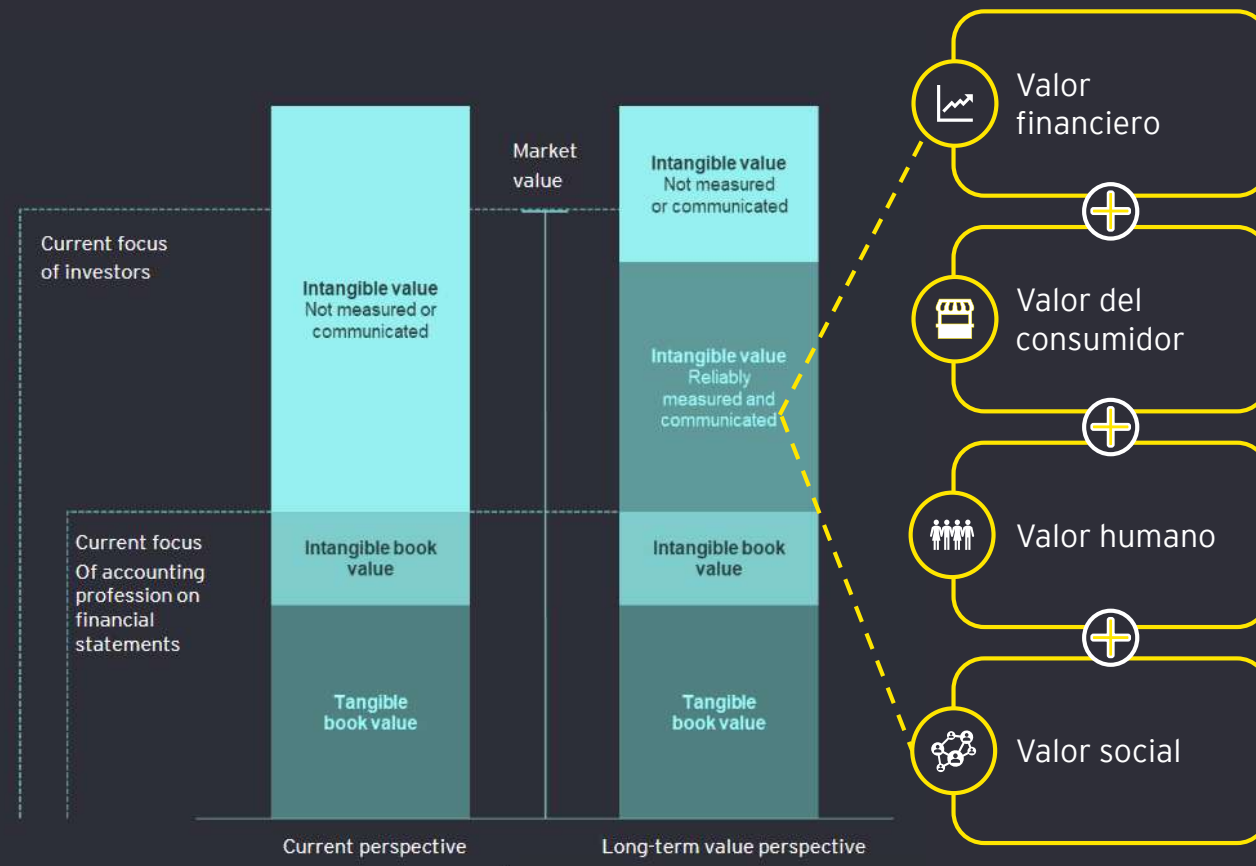 Current focus
of investors
Current focus
Of accounting
profession on
financial
statements
Intangible value
Not measured or
communicated
Intangible book
value
Tangible
book value
Current perspective
Market
value
Intangible value
Not measured
or communicated
Intangible value
Reliably
measured and
communicated
Intangible book
value
Tangible
book value
Long-term value perspective
Valor
financiero
Valor del
consumidor
Valor humano
Valor social